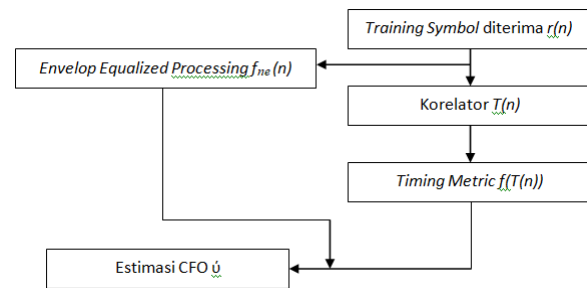 Training Symbol diterima r(n)
Envelop Equalized Processing fne (n)
Korelator T(n)
Timing Metric f(T(n))
Estimasi CFO ύ